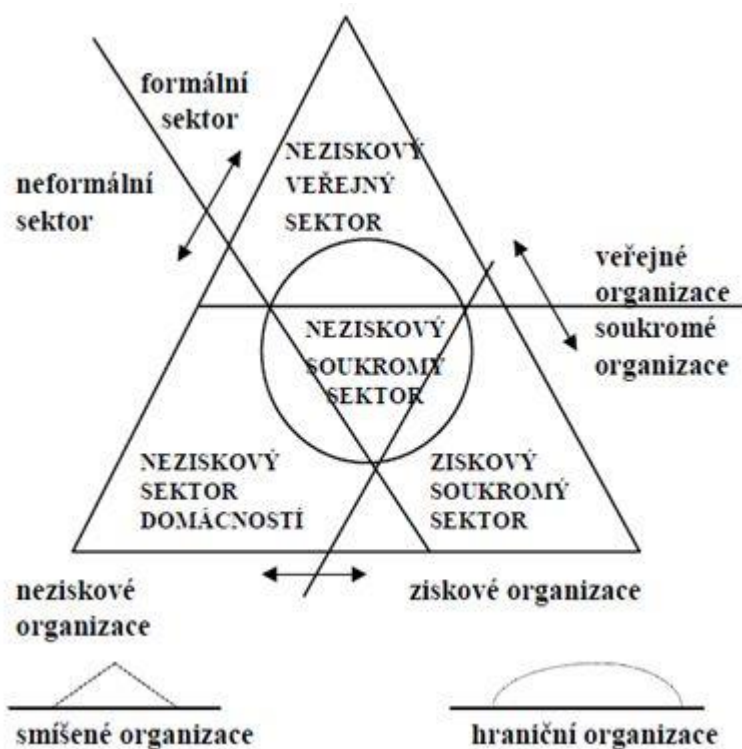 formální
sektor
neformální
sektor
NEZISKOVÝ
VEŘEJNÝ
SEKTOR
veřejné
organizace
soukromé
organizace
NEZISKOVÝ
SOUKROMÝ
SEKTOR
NEZISKOVÝ
SEKTOR
DOMÁCNOSTÍ
ZISKOVÝ
SOUKROMÝ
SEKTOR
neziskové
organizace
ziskové organizace
smíšené organizace
hraniční organizace